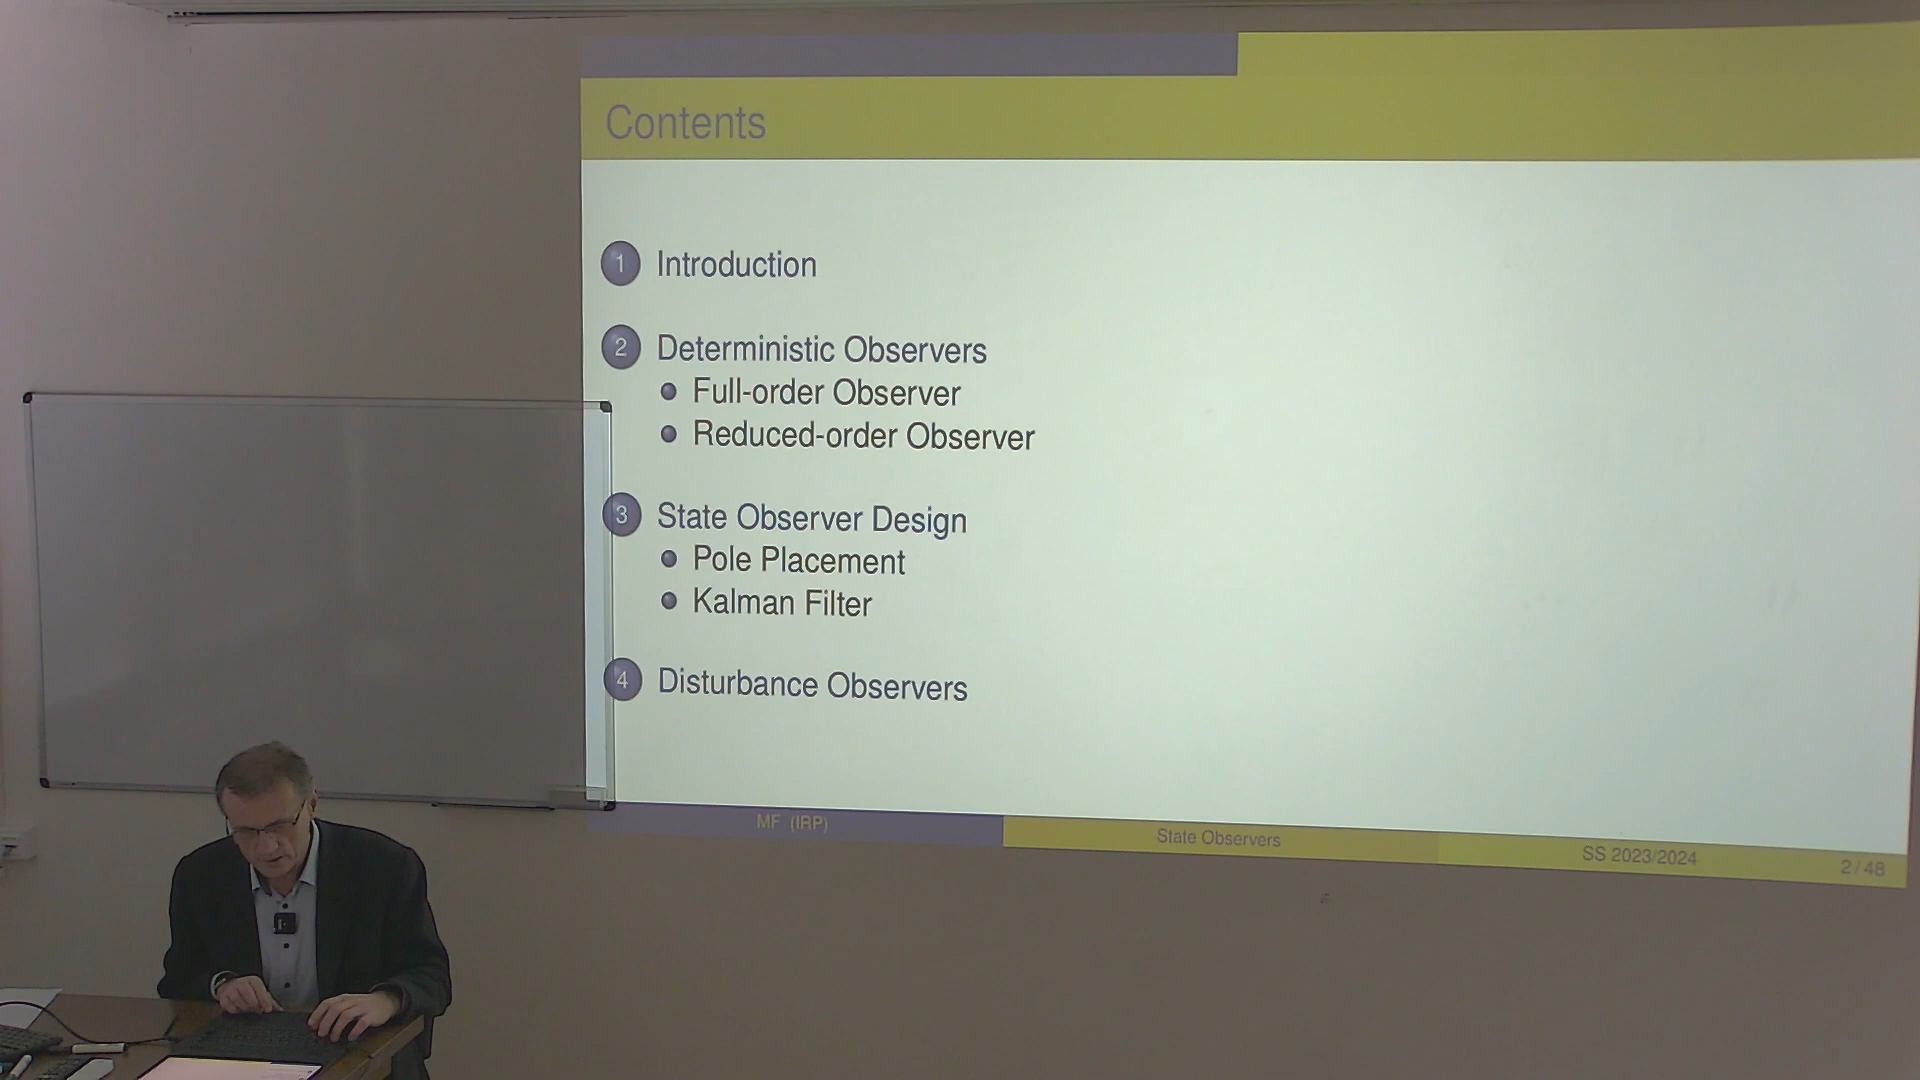 Contents
1 Introduction
2 Deterministic Observers
Full-order Observer
Reduced-order Observer
3 State Observer Design
Pole Placement
Kalman Filter
4 Disturbance Observers
MF (IRP)
State Observers
SS 2023/2024
2 / 48